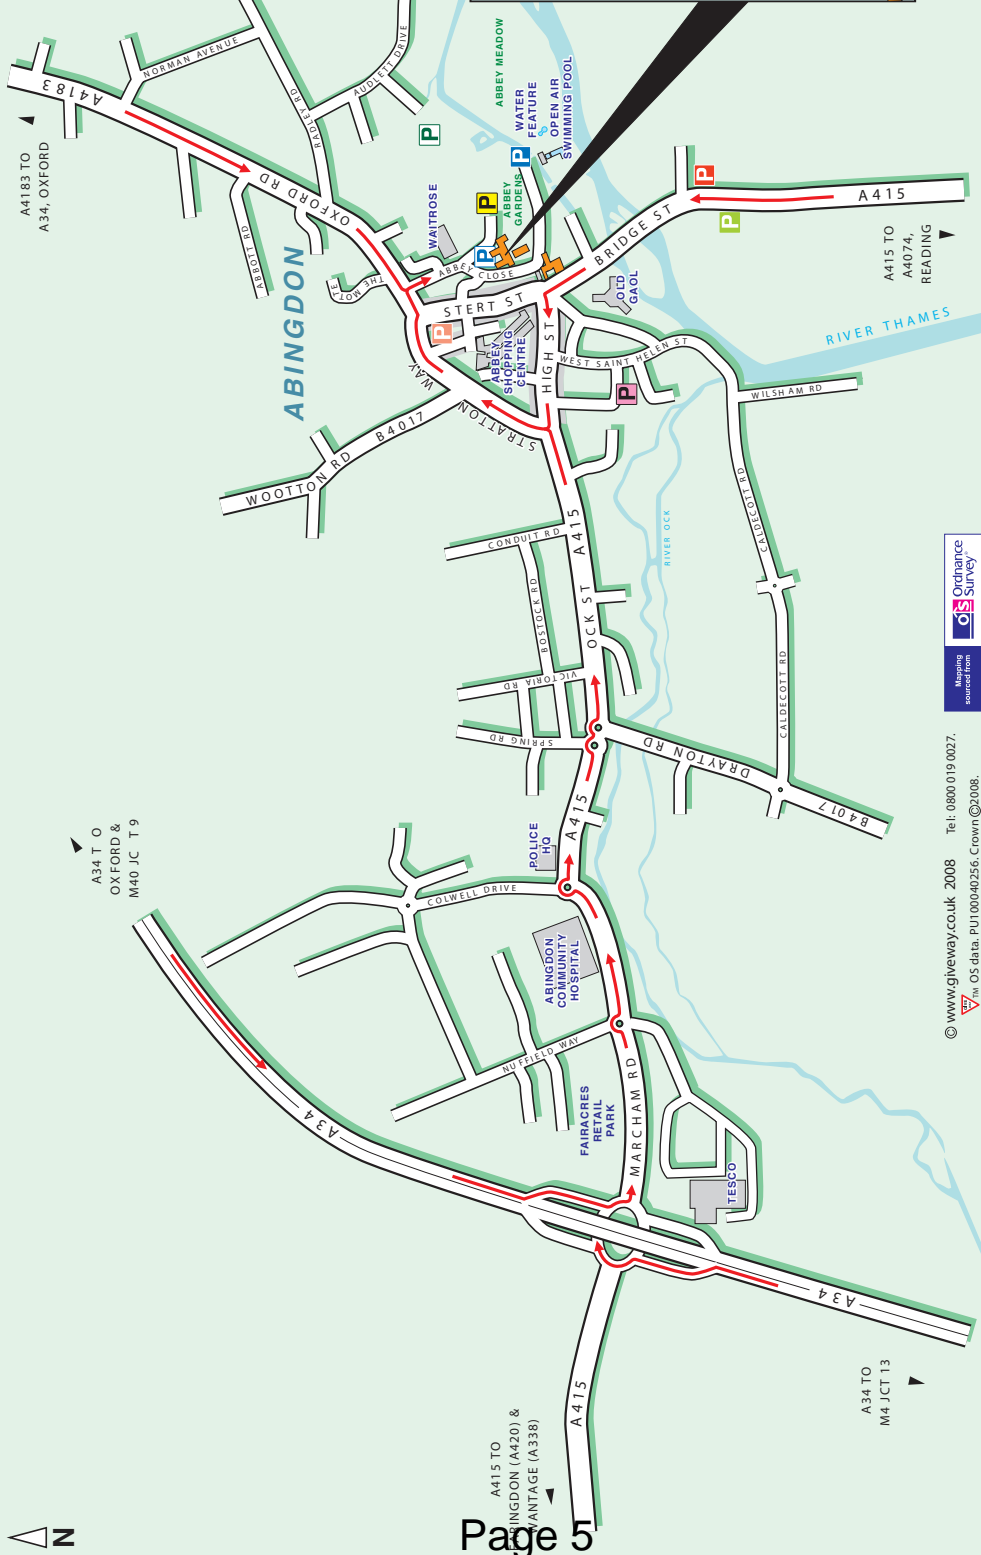 A4183 TO
A34, OXFORD
A4183
NORMAN AVENUE
RADLEY RD
AUDLETT DRIVE
ABBEY MEADOW
WATER
FEATURE
OPEN AIR
SWIMMING POOL
OXFORD RD
ABBOTT RD
P
P
P
ABBEY
GARDENS
WAITROSE
P
ABBEY CLOSE
THE MOTTE
ABINGDON
STERT ST
BRIDGE ST
P
P
A415
A415 TO
A4074,
READING
OLD
GAOL
P
ABBEY
SHOPPING
CENTRE
HIGH ST
WEST SAINT HELEN ST
P
RIVER THAMES
WILSHAM RD
STRATTON WAY
B4017
WOOTTON RD
CONDUIT RD
A415
RIVER OCK
CALDECOTT RD
BOSTOCK RD
OCK ST
VICTORIA RD
SPRING RD
DRAYTON RD
CALDECOTT RD
B4017
A415
POLICE
HQ
COLWELL DRIVE
A34 T O
OXFORD &
M40 JC T 9
ABINGDON
COMMUNITY
HOSPITAL
NUFFIELD WAY
FAIRACRES
RETAIL
PARK
MARCHAM RD
TESCO
A34
A34
A34 TO
M4 JCT 13
A415
A415 TO
FARINGDON (A420) &
WANTAGE (A338)
N
Mapping
sourced from
OS Ordnance
Survey®
© www.giveway.co.uk 2008 Tel: 0800 019 0027.
TM OS data. PU100040256. Crown ©2008.
Page 5